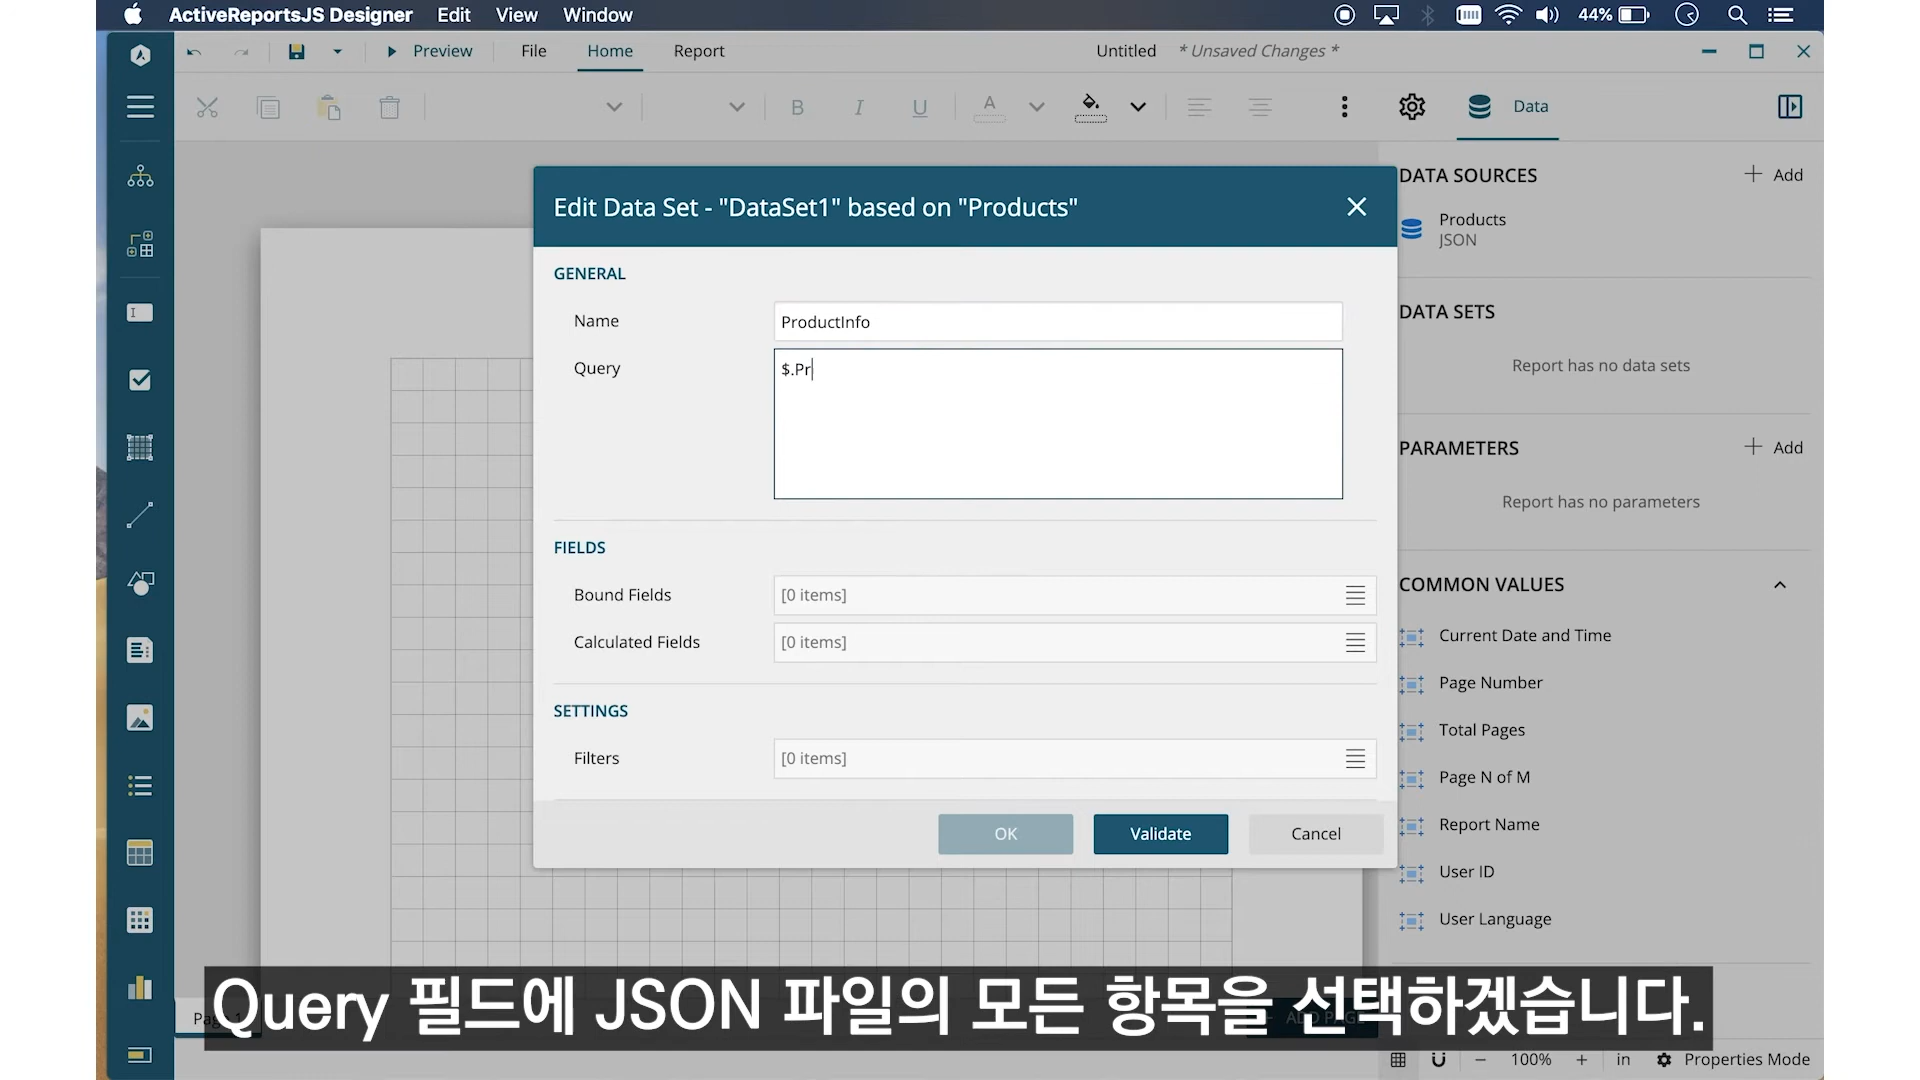 ActiveReportsJS Designer Edit View Window 44%
Preview File Home Report Untitled * Unsaved Changes *
B I U A Data
Edit Data Set - "DataSet1" based on "Products"
GENERAL
Name ProductInfo
Query $.Pr
FIELDS
Bound Fields [0 items]
Calculated Fields [0 items]
SETTINGS
Filters [0 items]
OK Validate Cancel
DATA SOURCES + Add
Products
JSON
DATA SETS
Report has no data sets
PARAMETERS + Add
Report has no parameters
COMMON VALUES
Current Date and Time
Page Number
Total Pages
Page N of M
Report Name
User ID
User Language
Query 필드에 JSON 파일의 모든 항목을 선택하겠습니다.
ADD PAGE
100% + in Properties Mode